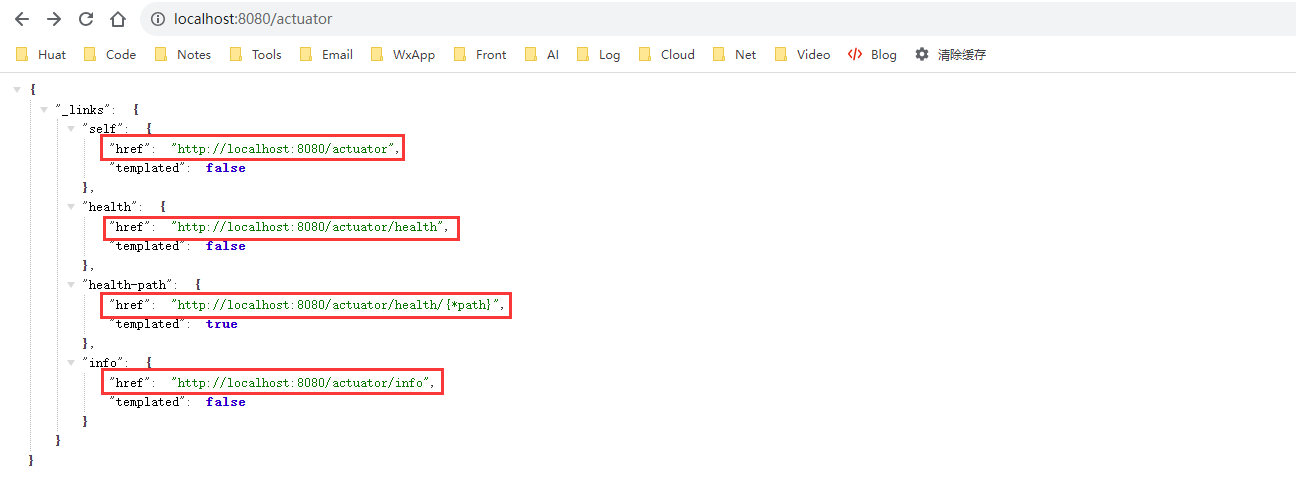 localhost:8080/actuator
Huat Code Notes Tools Email WxApp Front AI Log Cloud Net Video Blog 清除缓存
{
"_links": {
"self": {
"href": "http://localhost:8080/actuator",
"templated": false
},
"health": {
"href": "http://localhost:8080/actuator/health",
"templated": false
},
"health-path": {
"href": "http://localhost:8080/actuator/health/{*path}",
"templated": true
},
"info": {
"href": "http://localhost:8080/actuator/info",
"templated": false
}
}
}